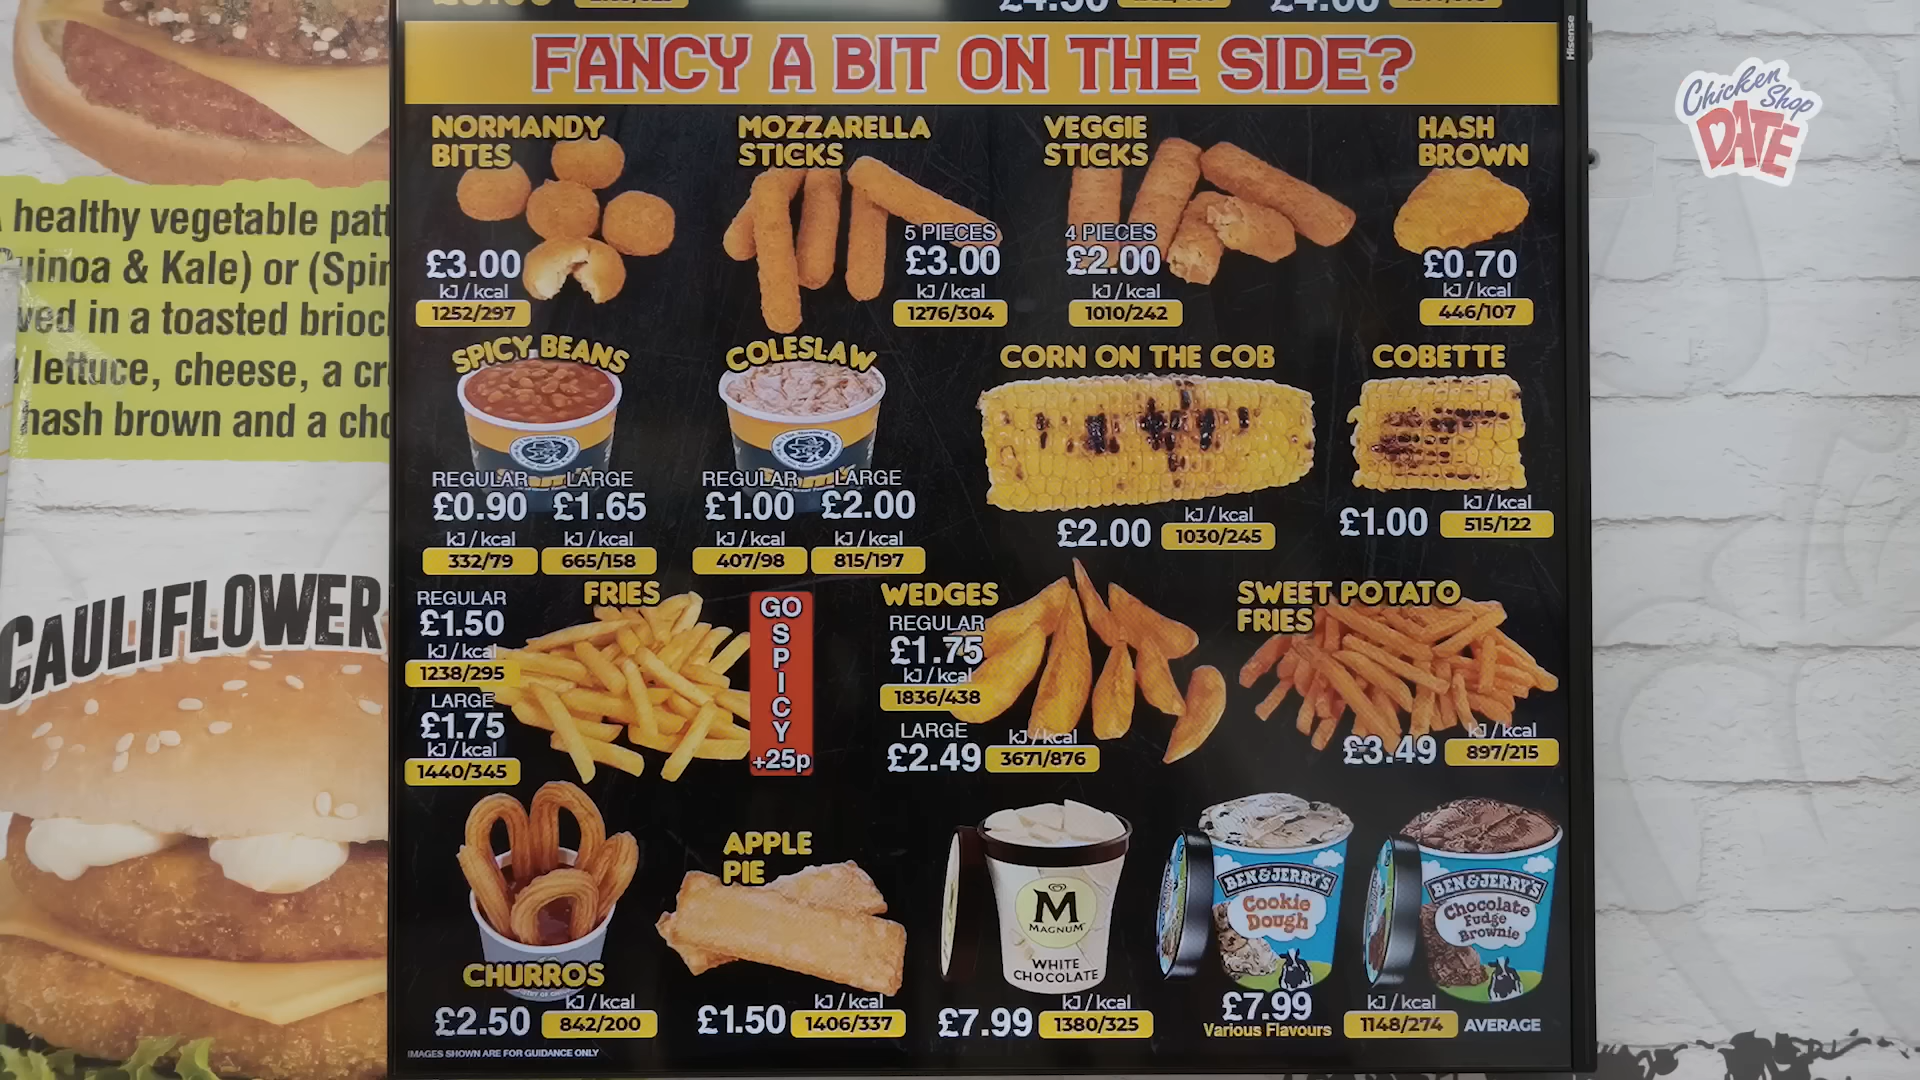 FANCY A BIT ON THE SIDE?
Hisense
Chicken
Shop
DATE
healthy vegetable patt
uinoa & Kale) or (Spin
ved in a toasted brioc
lettuce, cheese, a cr
hash brown and a cho
CAULIFLOWER
NORMANDY
BITES
£3.00
kJ / kcal
1252/297
MOZZARELLA
STICKS
5 PIECES
£3.00
kJ / kcal
1276/304
VEGGIE
STICKS
4 PIECES
£2.00
kJ / kcal
1010/242
HASH
BROWN
£0.70
kJ / kcal
446/107
SPICY BEANS
REGULAR LARGE
£0.90 £1.65
kJ / kcal kJ / kcal
332/79 665/158
COLESLAW
REGULAR LARGE
£1.00 £2.00
kJ / kcal kJ / kcal
407/98 815/197
CORN ON THE COB
£2.00
kJ / kcal
1030/245
COBETTE
£1.00
kJ / kcal
515/122
FRIES
REGULAR
£1.50
kJ / kcal
1238/295
LARGE
£1.75
kJ / kcal
1440/345
GO
SPICY
+25p
WEDGES
REGULAR
£1.75
kJ / kcal
1836/438
LARGE
£2.49
kJ / kcal
3671/876
SWEET POTATO
FRIES
£3.49
kJ / kcal
897/215
CHURROS
£2.50
kJ / kcal
842/200
APPLE
PIE
£1.50
kJ / kcal
1406/337
M
MAGNUM
WHITE
CHOCOLATE
£7.99
kJ / kcal
1380/325
BEN & JERRY'S
Cookie
Dough
£7.99
Various Flavours
BEN & JERRY'S
Chocolate
Fudge
Brownie
kJ / kcal
1148/274 AVERAGE
IMAGES SHOWN ARE FOR GUIDANCE ONLY